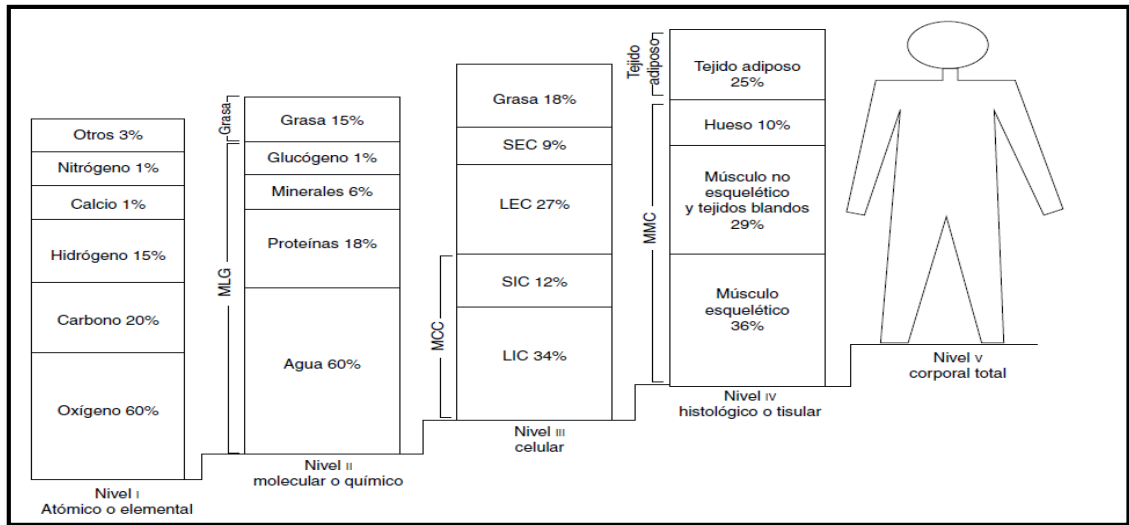 Otros 3%
Nitrógeno 1%
Calcio 1%
Hidrógeno 15%
Carbono 20%
Oxígeno 60%
Nivel I
Atómico o elemental
Grasa
MLG
Grasa 15%
Glucógeno 1%
Minerales 6%
Proteínas 18%
Agua 60%
Nivel II
molecular o químico
MCC
Grasa 18%
SEC 9%
LEC 27%
SIC 12%
LIC 34%
Nivel III
celular
Tejido
adiposo
MMC
Tejido adiposo
25%
Hueso 10%
Músculo no
esquelético
y tejidos blandos
29%
Músculo
esquelético
36%
Nivel IV
histológico o tisular
Nivel V
corporal total